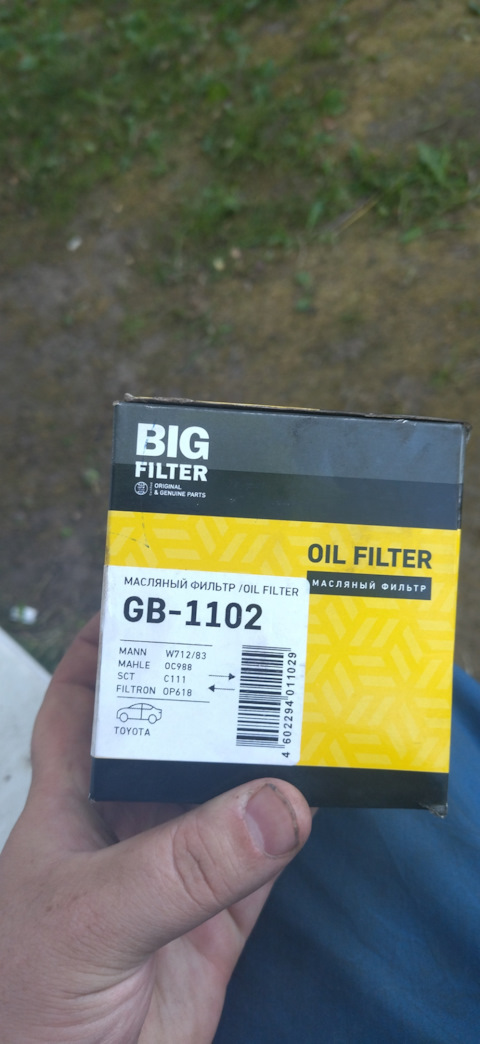 BIG
FILTER
ORIGINAL
& GENUINE PARTS
OIL FILTER
МАСЛЯНЫЙ ФИЛЬТР
МАСЛЯНЫЙ ФИЛЬТР /OIL FILTER
GB-1102
MANN W712/83
MAHLE OC988
SCT C111
FILTRON OP618
TOYOTA
4 602294 011029